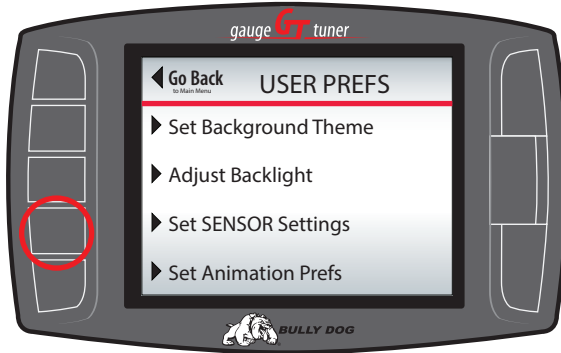 gauge GT tuner
Go Back
to Main Menu
USER PREFS
Set Background Theme
Adjust Backlight
Set SENSOR Settings
Set Animation Prefs
BULLY DOG